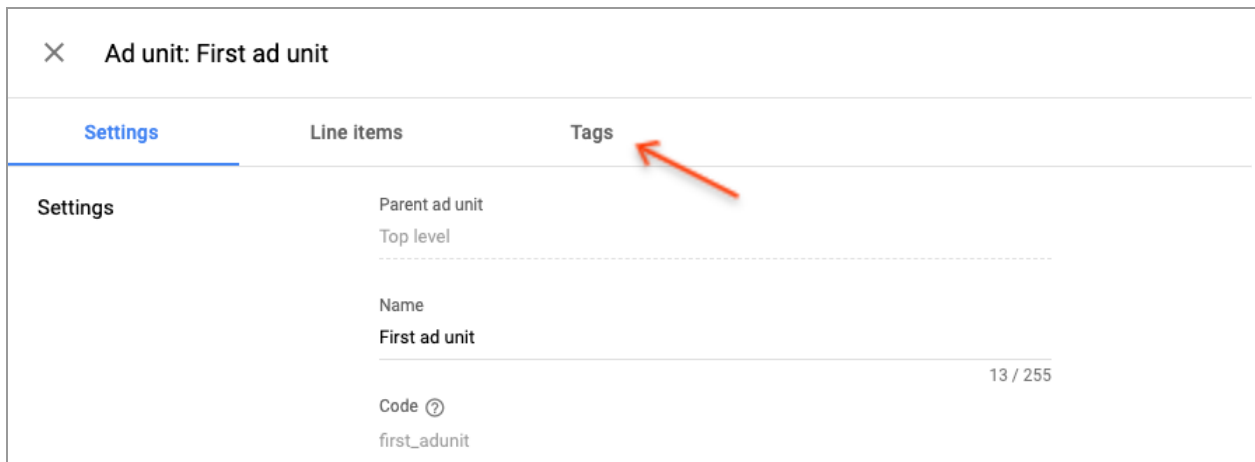 Ad unit: First ad unit
Settings Line items Tags
Settings
Parent ad unit
Top level
Name
First ad unit
13 / 255
Code ?
first_adunit